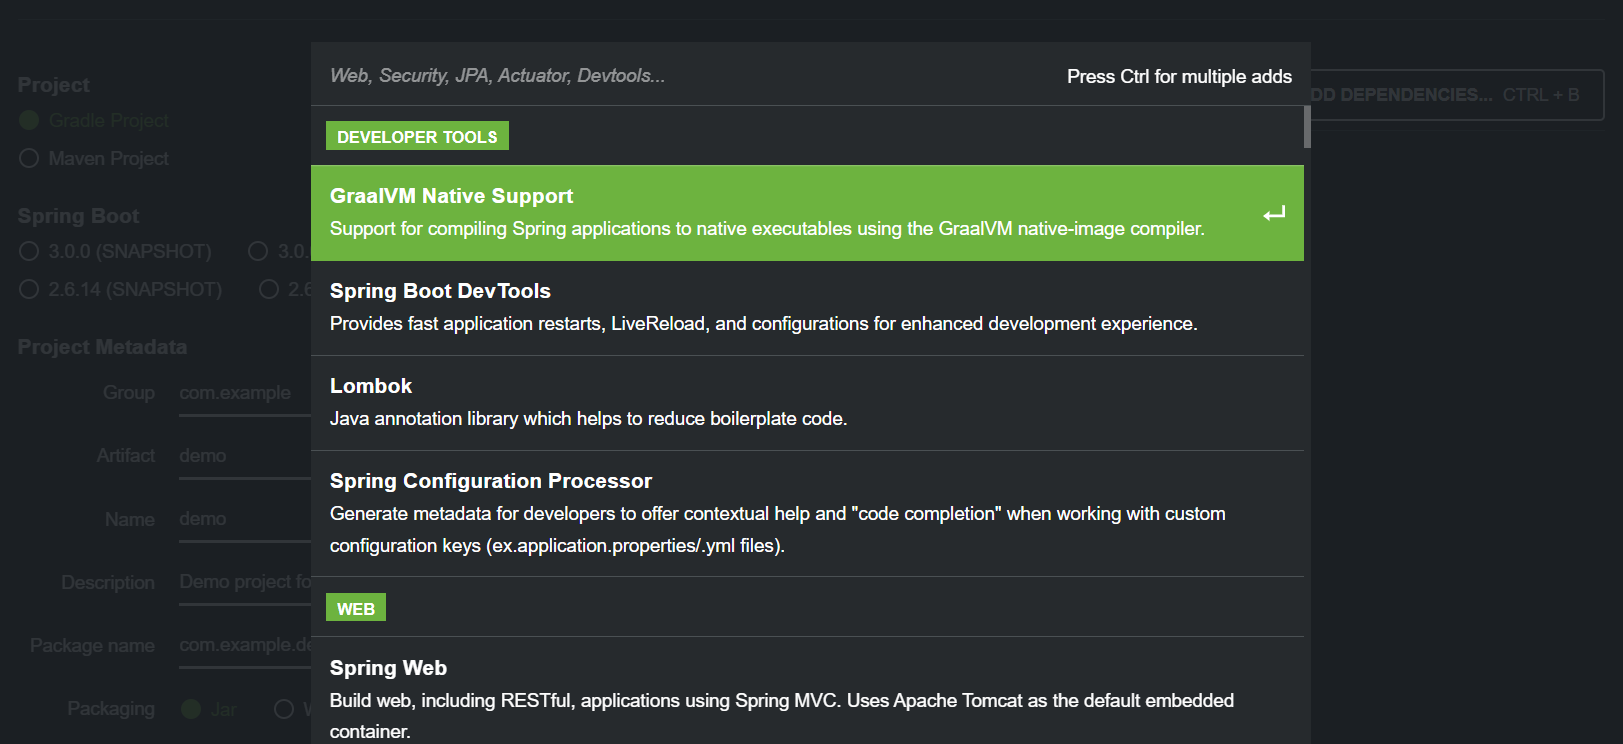 Web, Security, JPA, Actuator, Devtools...
Press Ctrl for multiple adds
DEVELOPER TOOLS
GraalVM Native Support
Support for compiling Spring applications to native executables using the GraalVM native-image compiler.
Spring Boot DevTools
Provides fast application restarts, LiveReload, and configurations for enhanced development experience.
Lombok
Java annotation library which helps to reduce boilerplate code.
Spring Configuration Processor
Generate metadata for developers to offer contextual help and "code completion" when working with custom
configuration keys (ex.application.properties/.yml files).
WEB
Spring Web
Build web, including RESTful, applications using Spring MVC. Uses Apache Tomcat as the default embedded
container.
Project
Gradle Project
Maven Project
Spring Boot
3.0.0 (SNAPSHOT)
3.0.
2.6.14 (SNAPSHOT)
2.6
Project Metadata
Group com.example
Artifact demo
Name demo
Description Demo project fo
Package name com.example.de
Packaging Jar
DD DEPENDENCIES... CTRL + B